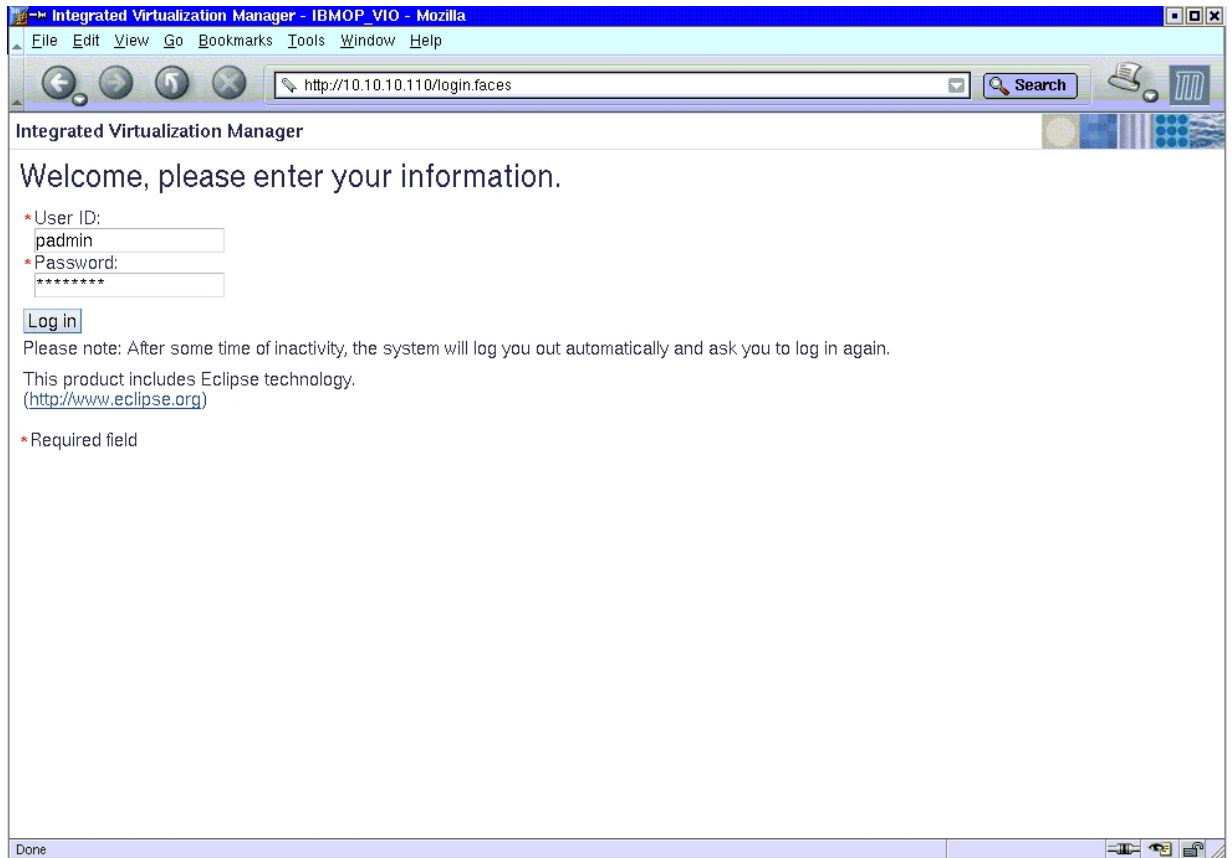 Integrated Virtualization Manager - IBMOP_VIO - Mozilla
File Edit View Go Bookmarks Tools Window Help
http://10.10.10.110/login.faces
Search
Integrated Virtualization Manager
Welcome, please enter your information.
*User ID:
padmin
*Password:
********
Log in
Please note: After some time of inactivity, the system will log you out automatically and ask you to log in again.
This product includes Eclipse technology.
(http://www.eclipse.org)
*Required field
Done